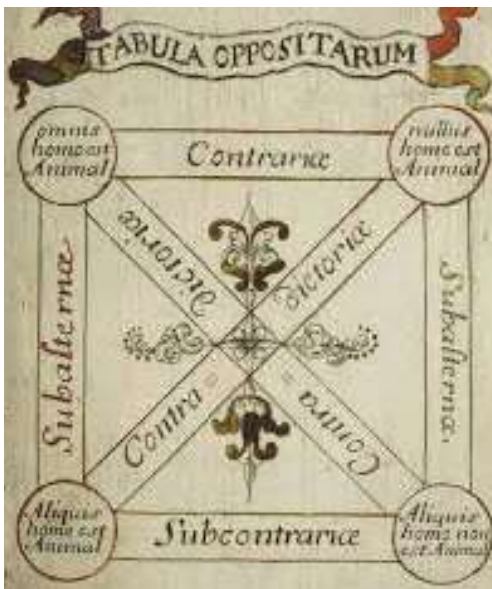 TABULA OPPOSITARUM
omnis
homo est
Animal
Contrariæ
nullus
homo est
Animal
Contra=
dictoriæ
Contra=
dictoriæ
Subalternæ
Subalternæ
Aliquis
homo est
Animal
Subcontrariæ
Aliquis
homo non
est Animal